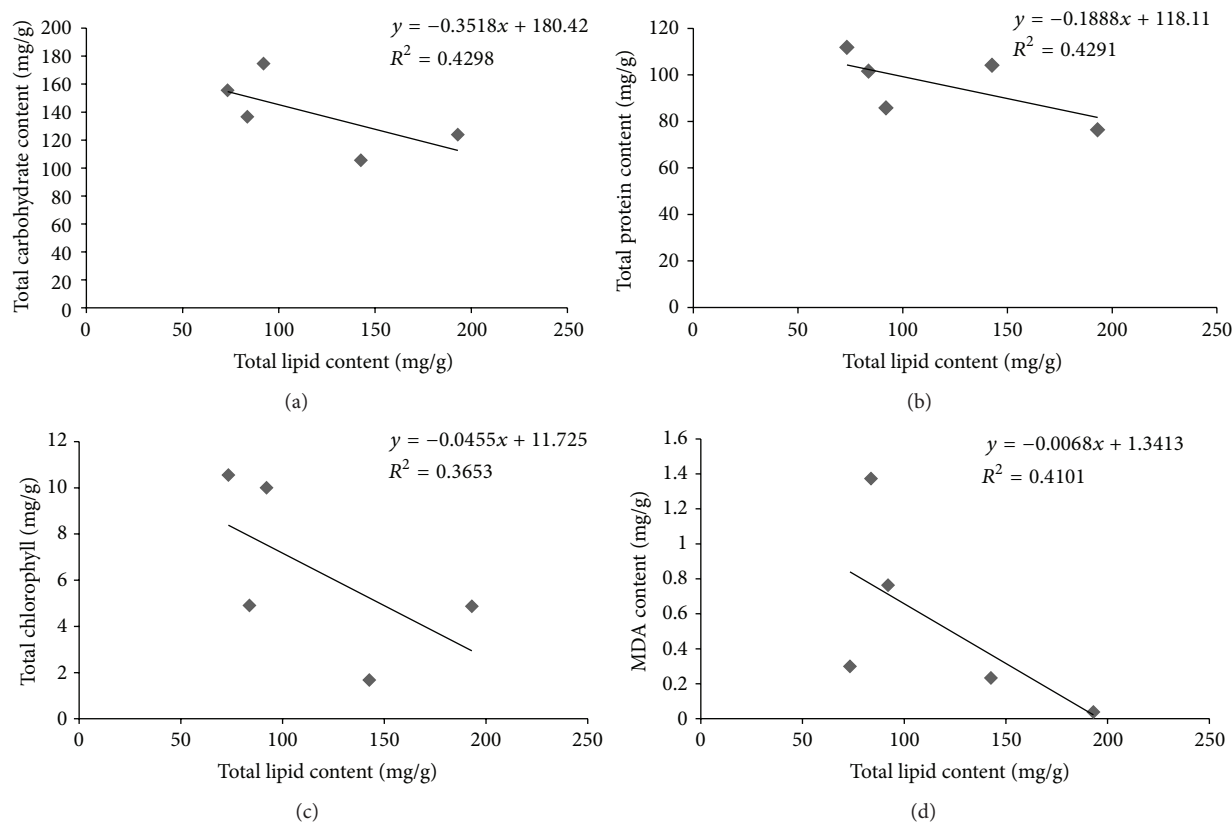 y = −0.3518x + 180.42
R² = 0.4298
200
180
160
140
120
100
80
60
40
20
0
Total carbohydrate content (mg/g)
0 50 100 150 200 250
Total lipid content (mg/g)
(a)
y = −0.1888x + 118.11
R² = 0.4291
120
100
80
60
40
20
0
Total protein content (mg/g)
0 50 100 150 200 250
Total lipid content (mg/g)
(b)
y = −0.0455x + 11.725
R² = 0.3653
12
10
8
6
4
2
0
Total chlorophyll (mg/g)
0 50 100 150 200 250
Total lipid content (mg/g)
(c)
y = −0.0068x + 1.3413
R² = 0.4101
1.6
1.4
1.2
1
0.8
0.6
0.4
0.2
0
MDA content (mg/g)
0 50 100 150 200 250
Total lipid content (mg/g)
(d)